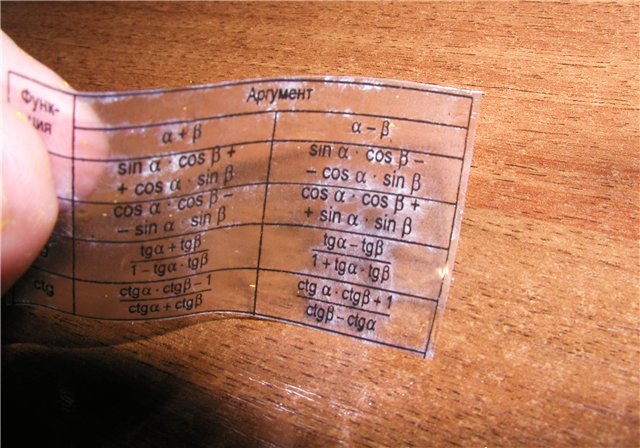 Функ-
ция
Аргумент
α + β
α − β
sin α · cos β +
+ cos α · sin β
sin α · cos β −
− cos α · sin β
cos α · cos β −
− sin α · sin β
cos α · cos β +
+ sin α · sin β
tgα + tgβ
1 − tgα · tgβ
tgα − tgβ
1 + tgα · tgβ
ctg
ctgα · ctgβ − 1
ctgα + ctgβ
ctg α · ctgβ + 1
ctgβ − ctgα